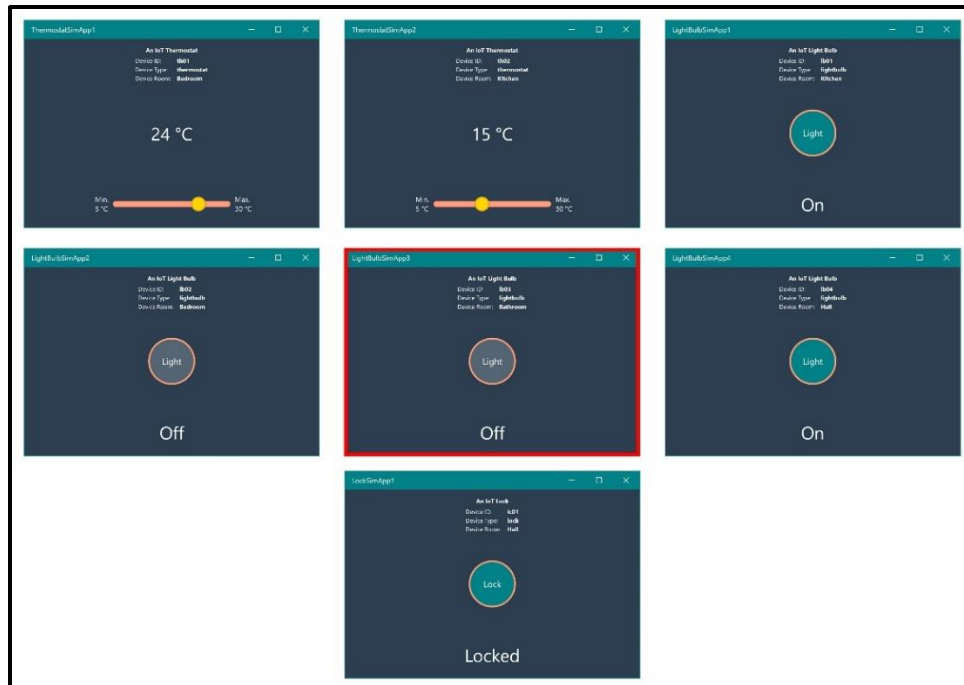 ThermostatSimApp1
An IoT Thermostat
Device ID: th01
Device Type: thermostat
Device Room: Bedroom
24 °C
Min. Max.
5 °C 30 °C
ThermostatSimApp2
An IoT Thermostat
Device ID: th02
Device Type: thermostat
Device Room: Kitchen
15 °C
Min. Max.
5 °C 30 °C
LightBulbSimApp1
An IoT Light Bulb
Device ID: lb01
Device Type: lightbulb
Device Room: Kitchen
Light
On
LightBulbSimApp2
An IoT Light Bulb
Device ID: lb02
Device Type: lightbulb
Device Room: Bedroom
Light
Off
LightBulbSimApp3
An IoT Light Bulb
Device ID: lb03
Device Type: lightbulb
Device Room: Bathroom
Light
Off
LightBulbSimApp4
An IoT Light Bulb
Device ID: lb04
Device Type: lightbulb
Device Room: Hall
Light
On
LockSimApp1
An IoT Lock
Device ID: lc01
Device Type: lock
Device Room: Hall
Lock
Locked